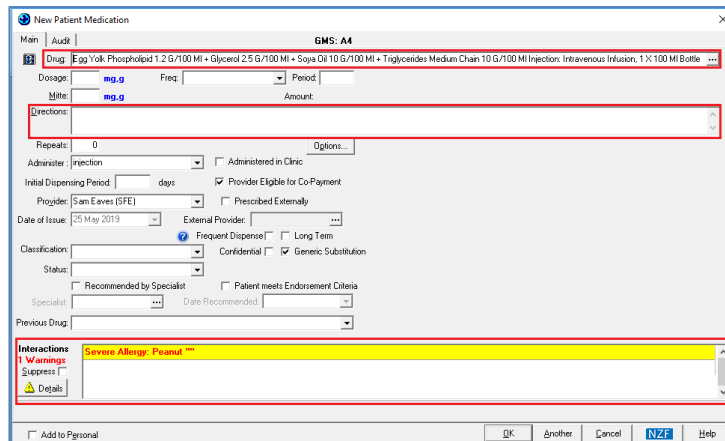 New Patient Medication
Main Audit GMS: A4
Drug: Egg Yolk Phospholipid 1.2 G/100 Ml + Glycerol 2.5 G/100 Ml + Soya Oil 10 G/100 Ml + Triglycerides Medium Chain 10 G/100 Ml Injection: Intravenous Infusion, 1 X 100 Ml Bottle ...
Dosage: mg,g Freq: Period:
Mitte: mg,g Amount:
Directions:
Repeats: 0 Options...
Administer: injection Administered in Clinic
Initial Dispensing Period: days Provider Eligible for Co-Payment
Provider: Sam Eaves (SFE) Prescribed Externally
Date of Issue: 25 May 2019 External Provider: ...
? Frequent Dispense Long Term
Classification: Confidential Generic Substitution
Status:
Recommended by Specialist Patient meets Endorsement Criteria
Specialist: ... Date Recommended:
Previous Drug:
Interactions Severe Allergy: Peanut ""
1 Warnings
Suppress
Details
Add to Personal OK Another Cancel NZF Help